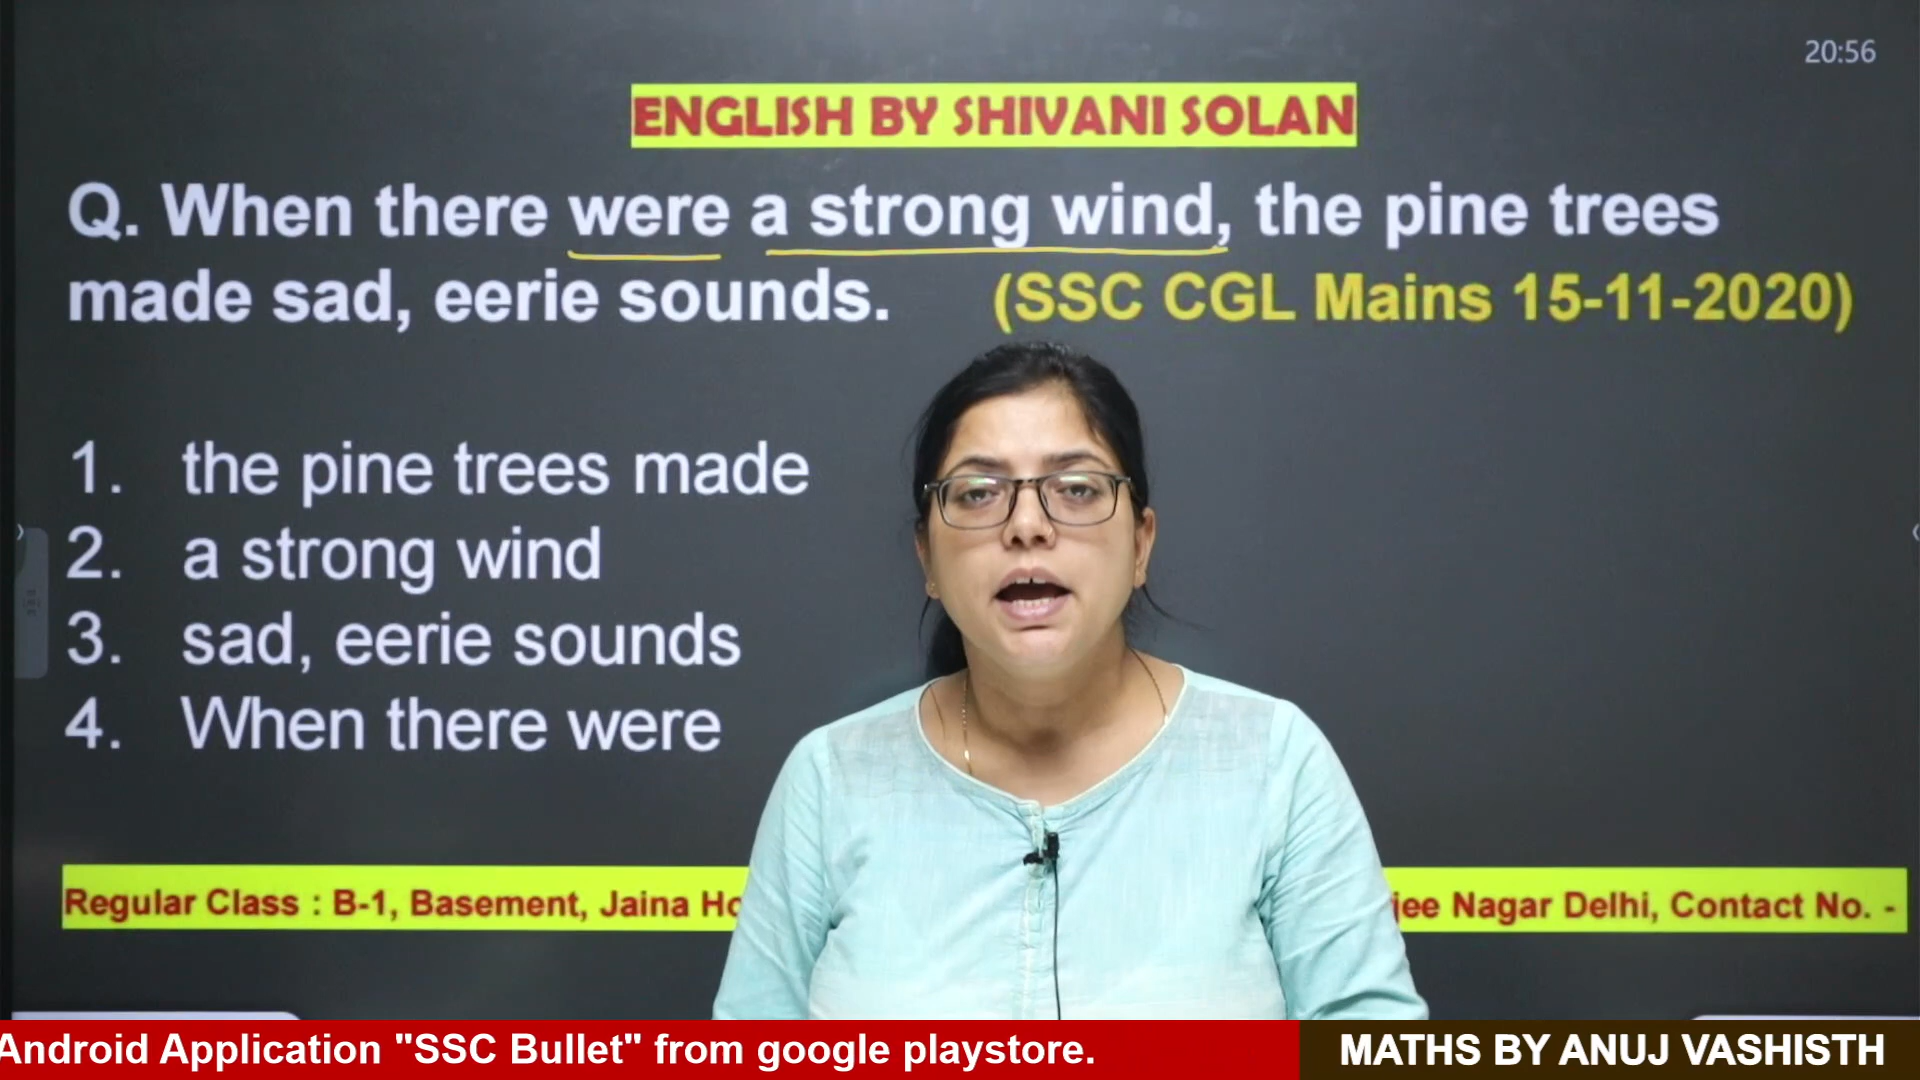 20:56
ENGLISH BY SHIVANI SOLAN
Q. When there were a strong wind, the pine trees
made sad, eerie sounds. (SSC CGL Mains 15-11-2020)
1. the pine trees made
2. a strong wind
3. sad, eerie sounds
4. When there were
Regular Class : B-1, Basement, Jaina Nagar Delhi, Contact No. -
Android Application "SSC Bullet" from google playstore.
MATHS BY ANUJ VASHISTH